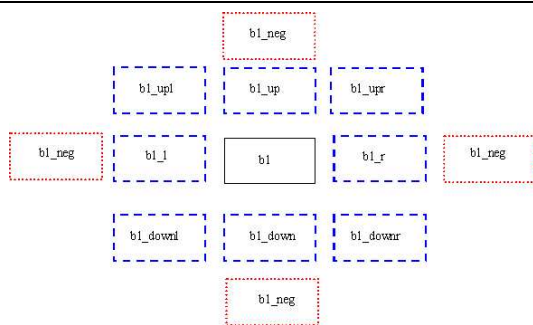 b1_neg
b1_upl b1_up b1_upr
b1_neg b1_l b1 b1_r b1_neg
b1_downl b1_down b1_downr
b1_neg